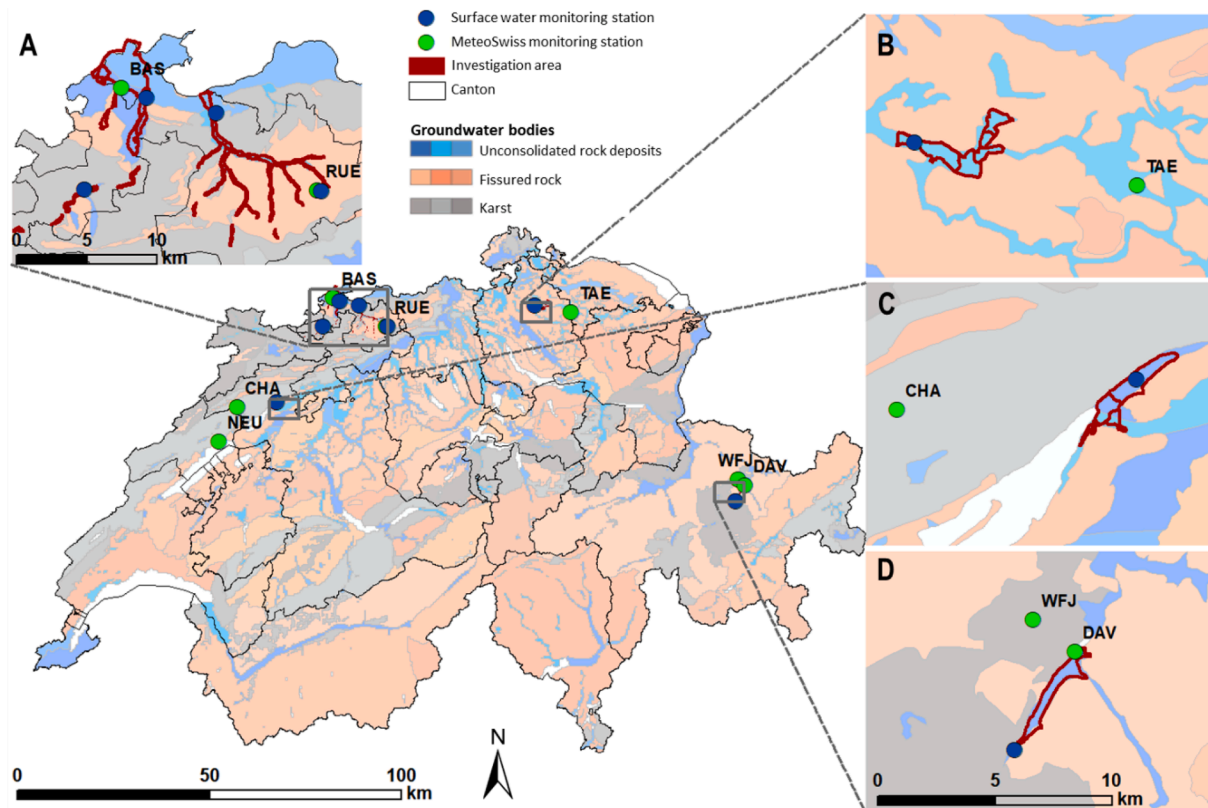 A
BAS
RUE
0
5
10
km
Surface water monitoring station
MeteoSwiss monitoring station
Investigation area
Canton
Groundwater bodies
Unconsolidated rock deposits
Fissured rock
Karst
B
TAE
BAS
RUE
TAE
CHA
NEU
WFJ DAV
N
0
50
100
km
C
CHA
D
WFJ
DAV
0
5
10
km